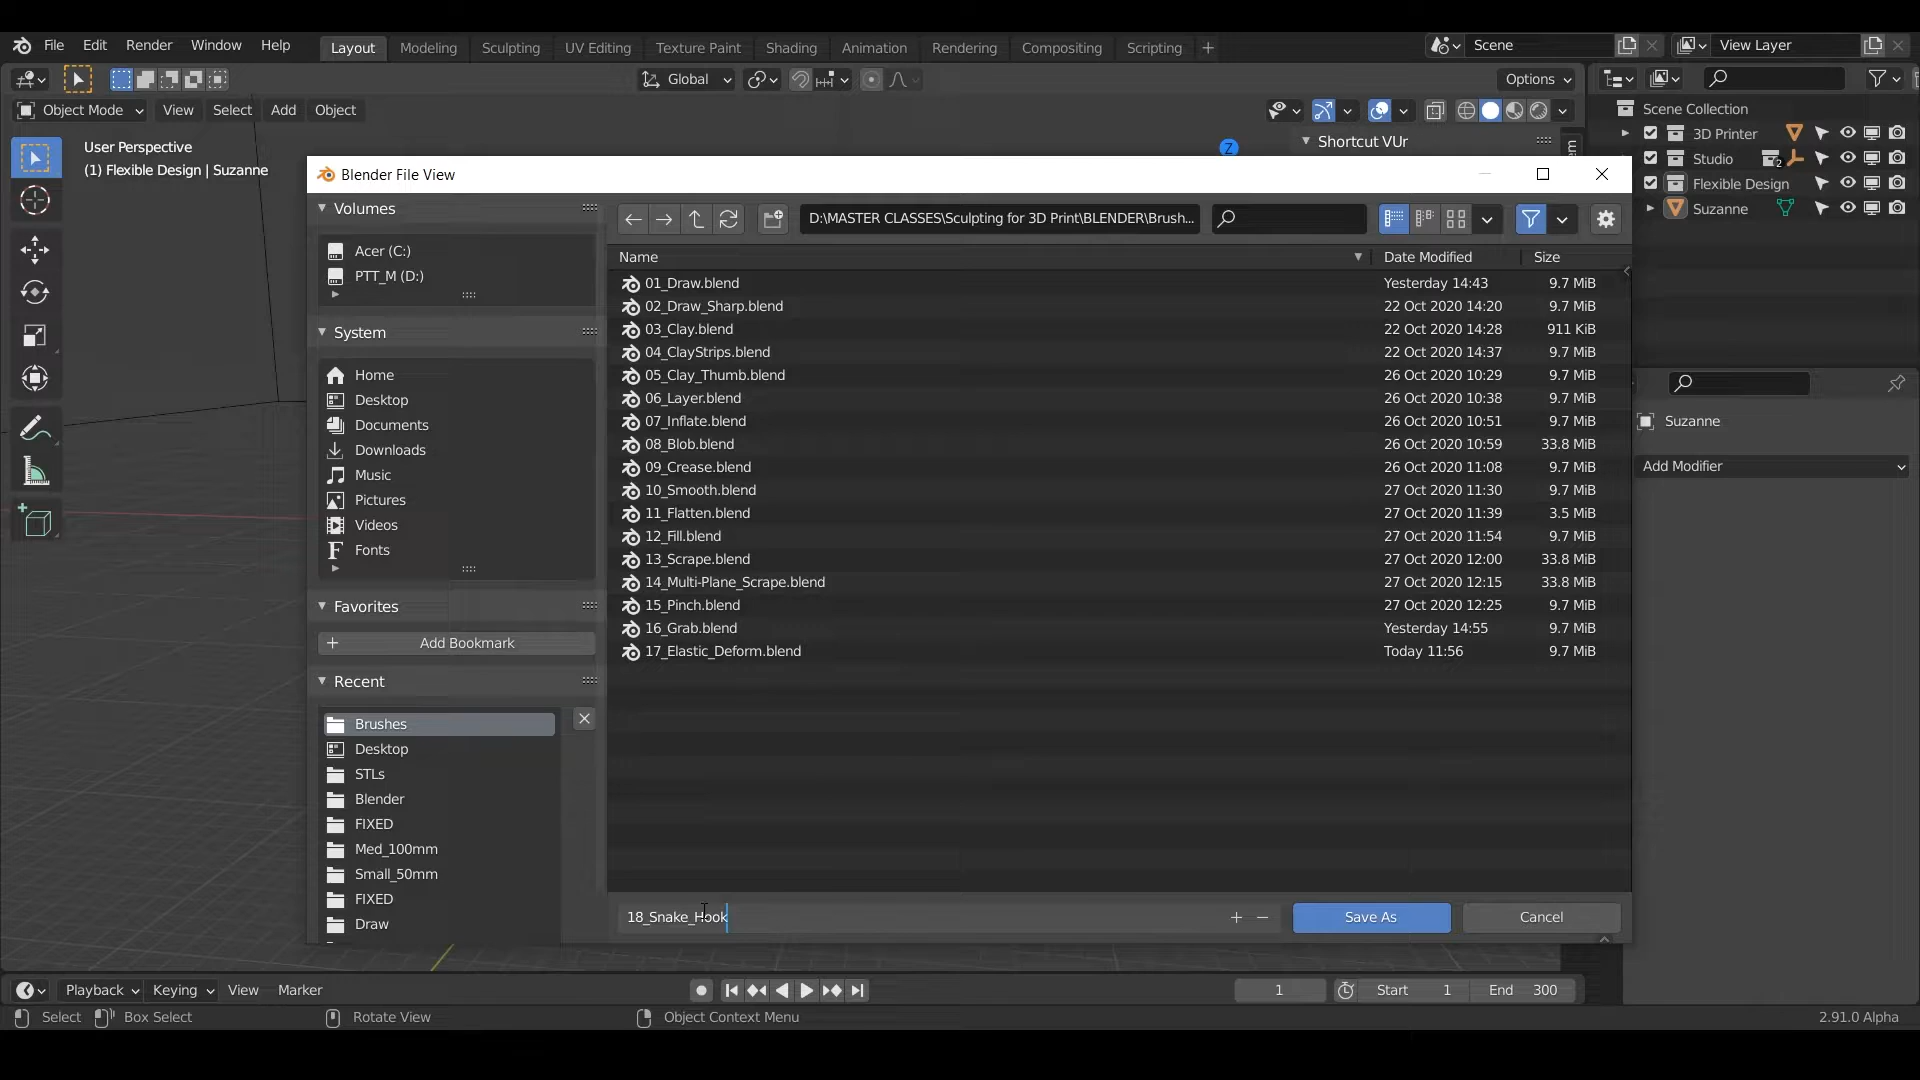 File Edit Render Window Help Layout Modeling Sculpting UV Editing Texture Paint Shading Animation Rendering Compositing Scripting + Scene View Layer
Global Options
Object Mode View Select Add Object
Scene Collection
3D Printer
Studio 2
Flexible Design
Suzanne
User Perspective
(1) Flexible Design | Suzanne
Z
Shortcut VUr
Blender File View
Volumes
Acer (C:)
PTT_M (D:)
System
Home
Desktop
Documents
Downloads
Music
Pictures
Videos
Fonts
Favorites
Add Bookmark
Recent
Brushes
Desktop
STLs
Blender
FIXED
Med_100mm
Small_50mm
FIXED
Draw
D:\MASTER CLASSES\Sculpting for 3D Print\BLENDER\Brush...
Name Date Modified Size
01_Draw.blend Yesterday 14:43 9.7 MiB
02_Draw_Sharp.blend 22 Oct 2020 14:20 9.7 MiB
03_Clay.blend 22 Oct 2020 14:28 911 KiB
04_ClayStrips.blend 22 Oct 2020 14:37 9.7 MiB
05_Clay_Thumb.blend 26 Oct 2020 10:29 9.7 MiB
06_Layer.blend 26 Oct 2020 10:38 9.7 MiB
07_Inflate.blend 26 Oct 2020 10:51 9.7 MiB
08_Blob.blend 26 Oct 2020 10:59 33.8 MiB
09_Crease.blend 26 Oct 2020 11:08 9.7 MiB
10_Smooth.blend 27 Oct 2020 11:30 9.7 MiB
11_Flatten.blend 27 Oct 2020 11:39 3.5 MiB
12_Fill.blend 27 Oct 2020 11:54 9.7 MiB
13_Scrape.blend 27 Oct 2020 12:00 33.8 MiB
14_Multi-Plane_Scrape.blend 27 Oct 2020 12:15 33.8 MiB
15_Pinch.blend 27 Oct 2020 12:25 9.7 MiB
16_Grab.blend Yesterday 14:55 9.7 MiB
17_Elastic_Deform.blend Today 11:56 9.7 MiB
18_Snake_Hook + − Save As Cancel
Suzanne
Add Modifier
Playback Keying View Marker 1 Start 1 End 300
Select Box Select Rotate View Object Context Menu 2.91.0 Alpha